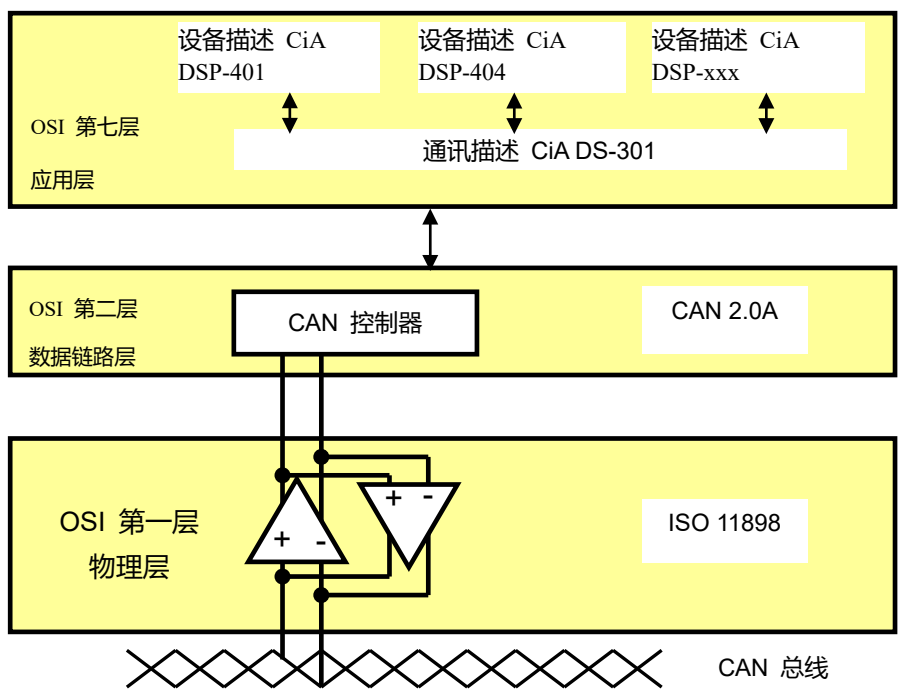 设备描述 CiA
DSP-401
设备描述 CiA
DSP-404
设备描述 CiA
DSP-xxx
OSI 第七层
应用层
通讯描述 CiA DS-301
OSI 第二层
数据链路层
CAN 控制器
CAN 2.0A
OSI 第一层
物理层
+ -
+ -
ISO 11898
CAN 总线